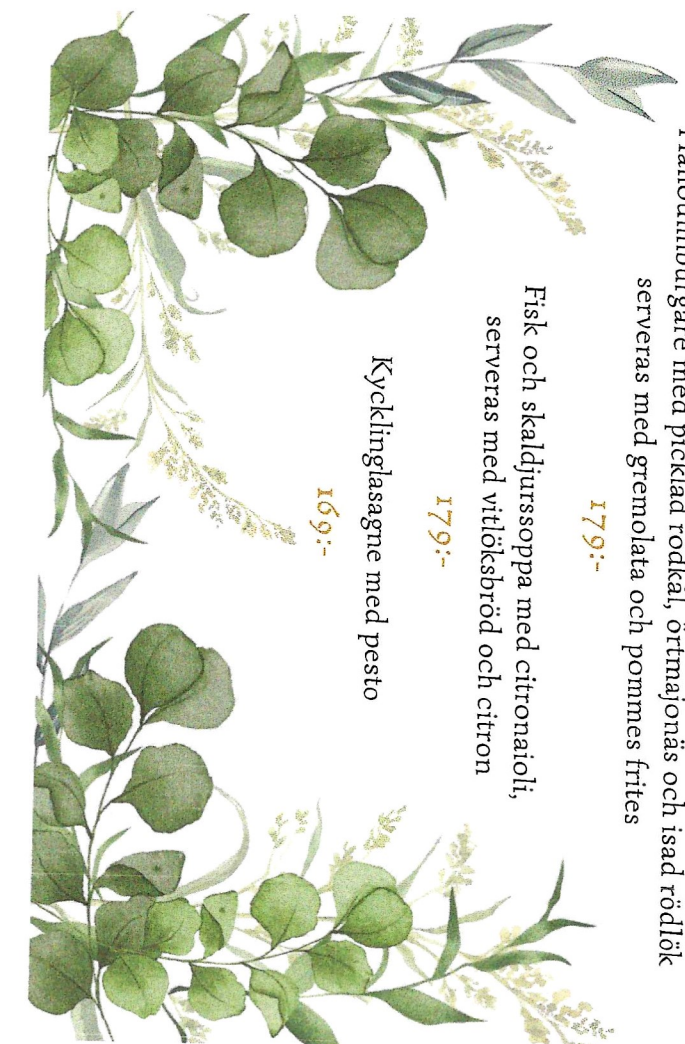 med picklad rödkål, örtmajonäs och isad rödlök
serveras med gremolata och pommes frites
179:-
Fisk och skaldjurssoppa med citronaioli,
serveras med vitlöksbröd och citron
179:-
Kycklinglasagne med pesto
169:-